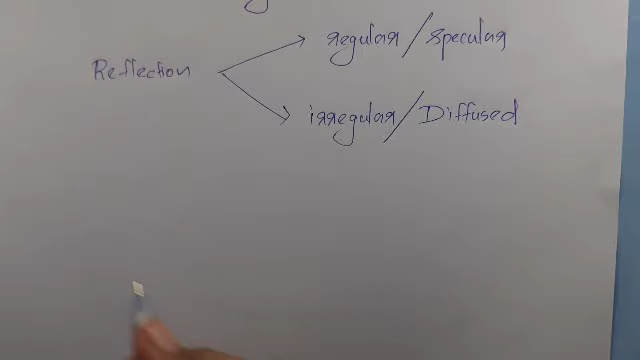 regular / specular
Reflection
irregular / Diffused